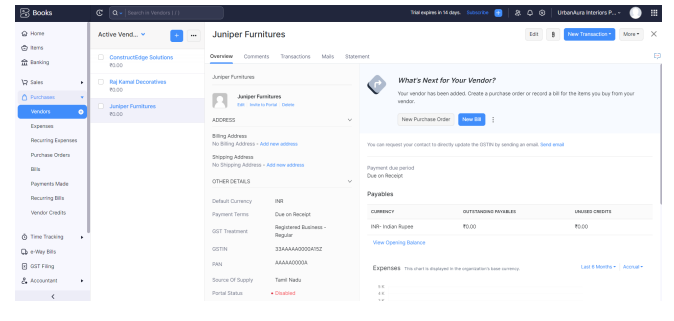 Books
Search in Vendors ( / )
Trial expires in 14 days.
Subscribe
UrbanAura Interiors P...
Home
Items
Banking
Sales
Purchases
Vendors
Expenses
Recurring Expenses
Purchase Orders
Bills
Payments Made
Recurring Bills
Vendor Credits
Time Tracking
e-Way Bills
GST Filing
Accountant
Active Vend...
ConstructEdge Solutions
₹0.00
Raj Kamal Decoratives
₹0.00
Juniper Furnitures
₹0.00
Juniper Furnitures
Edit
New Transaction
More
Overview Comments Transactions Mails Statement
Juniper Furnitures
Juniper Furnitures
Edit Invite to Portal Delete
ADDRESS
Billing Address
No Billing Address - Add new address
Shipping Address
No Shipping Address - Add new address
OTHER DETAILS
Default Currency INR
Payment Terms Due on Receipt
GST Treatment Registered Business -
Regular
GSTIN 33AAAAA0000A15Z
PAN AAAAA0000A
Source Of Supply Tamil Nadu
Portal Status • Disabled
What's Next for Your Vendor?
Your vendor has been added. Create a purchase order or record a bill for the items you buy from your
vendor.
New Purchase Order New Bill
You can request your contact to directly update the GSTIN by sending an email. Send email
Payment due period
Due on Receipt
Payables
CURRENCY OUTSTANDING PAYABLES UNUSED CREDITS
INR- Indian Rupee ₹0.00 ₹0.00
View Opening Balance
Expenses This chart is displayed in the organization's base currency.
Last 6 Months Accrual